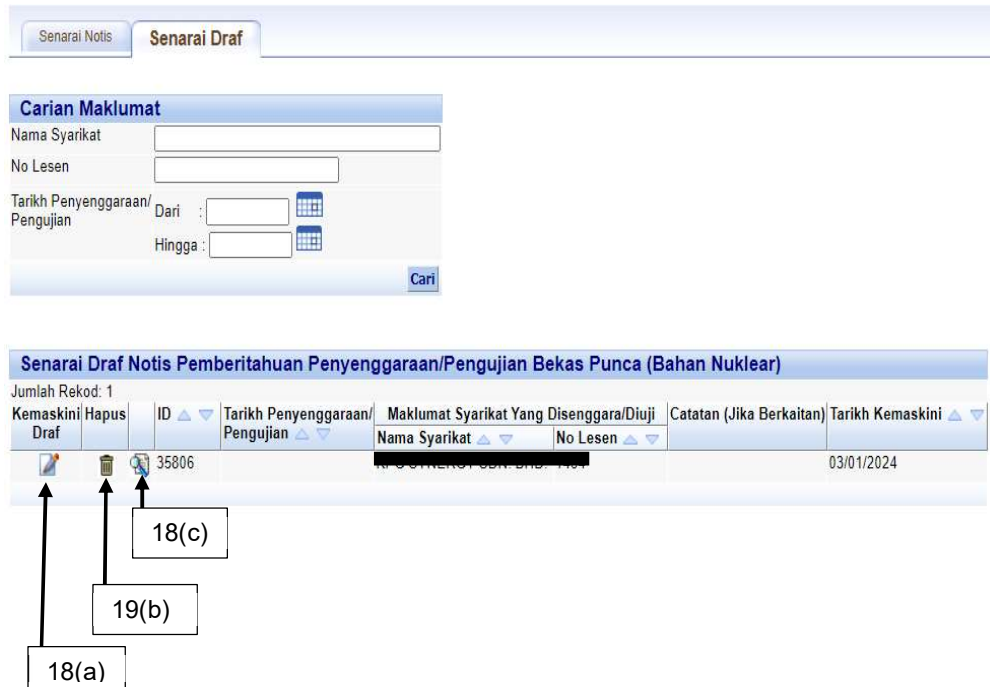 Senarai Notis Senarai Draf
Carian Maklumat
Nama Syarikat
No Lesen
Tarikh Penyenggaraan/
Pengujian
Dari :
Hingga :
Cari
Senarai Draf Notis Pemberitahuan Penyenggaraan/Pengujian Bekas Punca (Bahan Nuklear)
Jumlah Rekod: 1
Kemaskini Draf Hapus ID Tarikh Penyenggaraan/ Pengujian Maklumat Syarikat Yang Disenggara/Diuji Catatan (Jika Berkaitan) Tarikh Kemaskini
Nama Syarikat No Lesen
35806 03/01/2024
18(c)
19(b)
18(a)